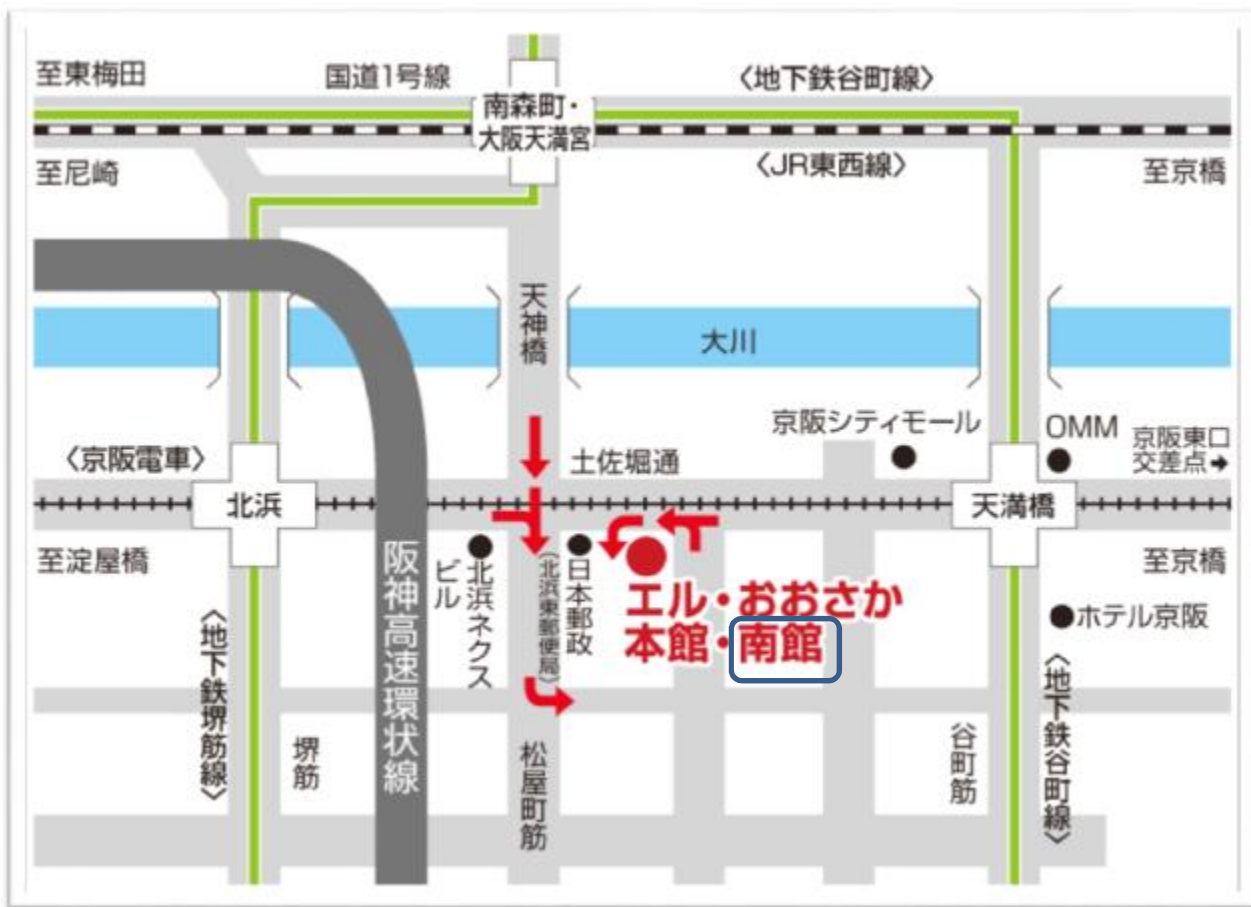 至東梅田
国道1号線
〈地下鉄谷町線〉
南森町・
大阪天満宮
至尼崎
〈JR東西線〉
至京橋
天神橋
大川
京阪シティモール
OMM
京阪東口
交差点➡
〈京阪電車〉
土佐堀通
北浜
天満橋
至淀屋橋
阪神高速環状線
北浜ネクス
ビル
(北浜東郵便局)
日本郵政
エル・おおさか
本館・南館
至京橋
ホテル京阪
〈地下鉄堺筋線〉
堺筋
松屋町筋
谷町筋
〈地下鉄谷町線〉